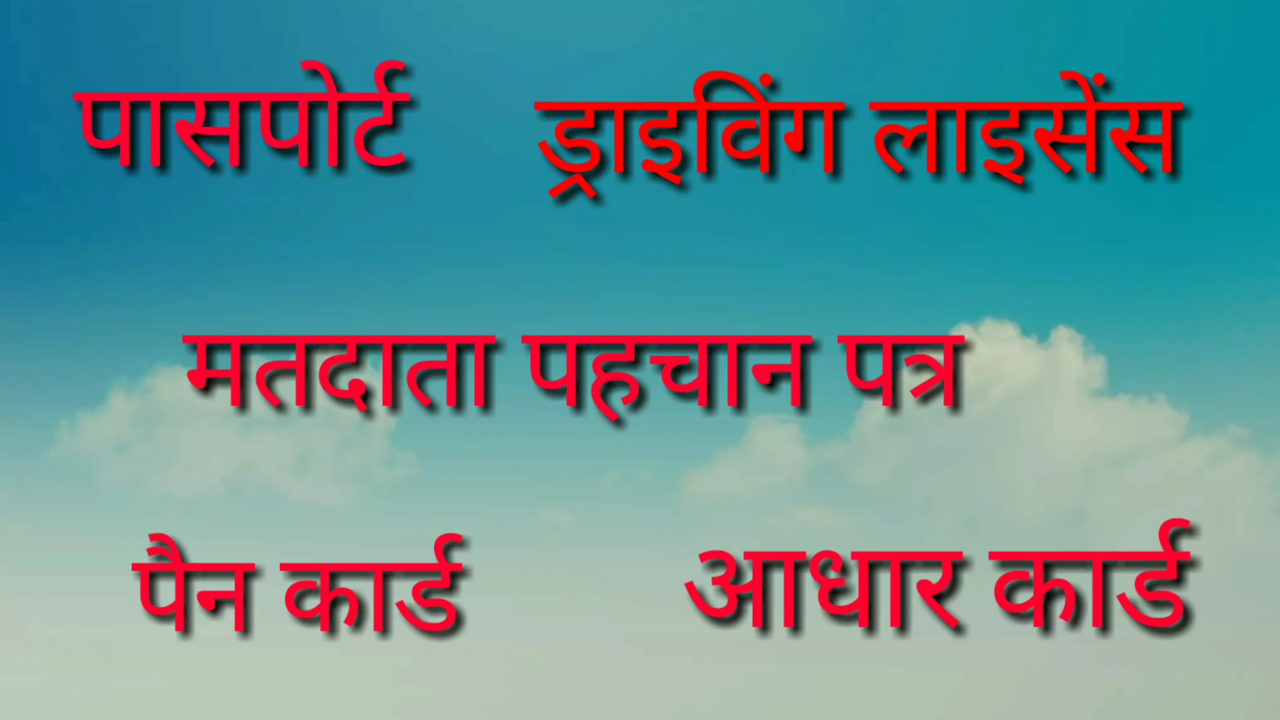 पासपोर्ट ड्राइविंग लाइसेंस
मतदाता पहचान पत्र
पैन कार्ड आधार कार्ड